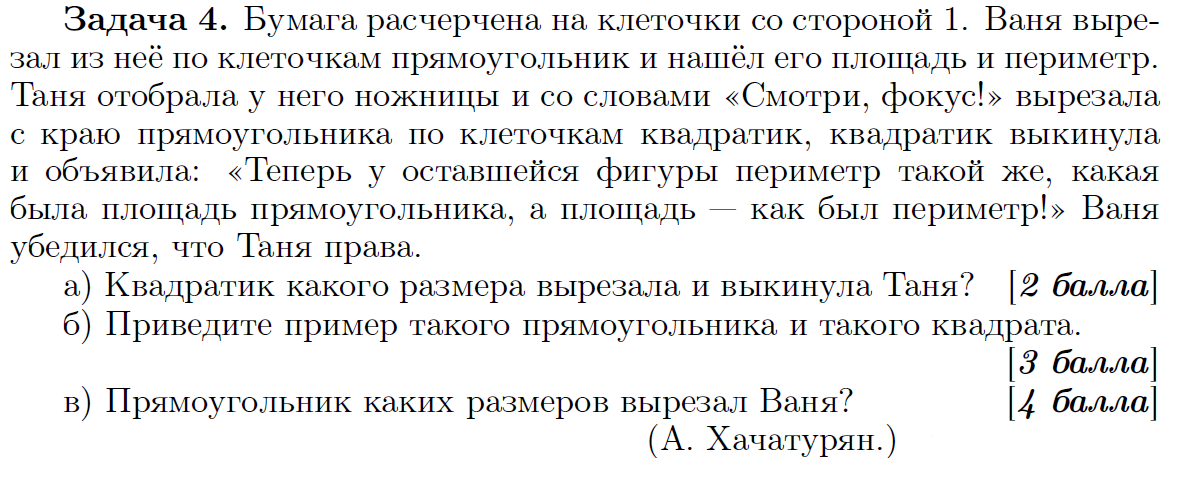 Задача 4. Бумага расчерчена на клеточки со стороной 1. Ваня выре-
зал из неё по клеточкам прямоугольник и нашёл его площадь и периметр.
Таня отобрала у него ножницы и со словами «Смотри, фокус!» вырезала
с краю прямоугольника по клеточкам квадратик, квадратик выкинула
и объявила: «Теперь у оставшейся фигуры периметр такой же, какая
была площадь прямоугольника, а площадь — как был периметр!» Ваня
убедился, что Таня права.
а) Квадратик какого размера вырезала и выкинула Таня? [2 балла]
б) Приведите пример такого прямоугольника и такого квадрата.
[3 балла]
в) Прямоугольник каких размеров вырезал Ваня? [4 балла]
(А. Хачатурян.)